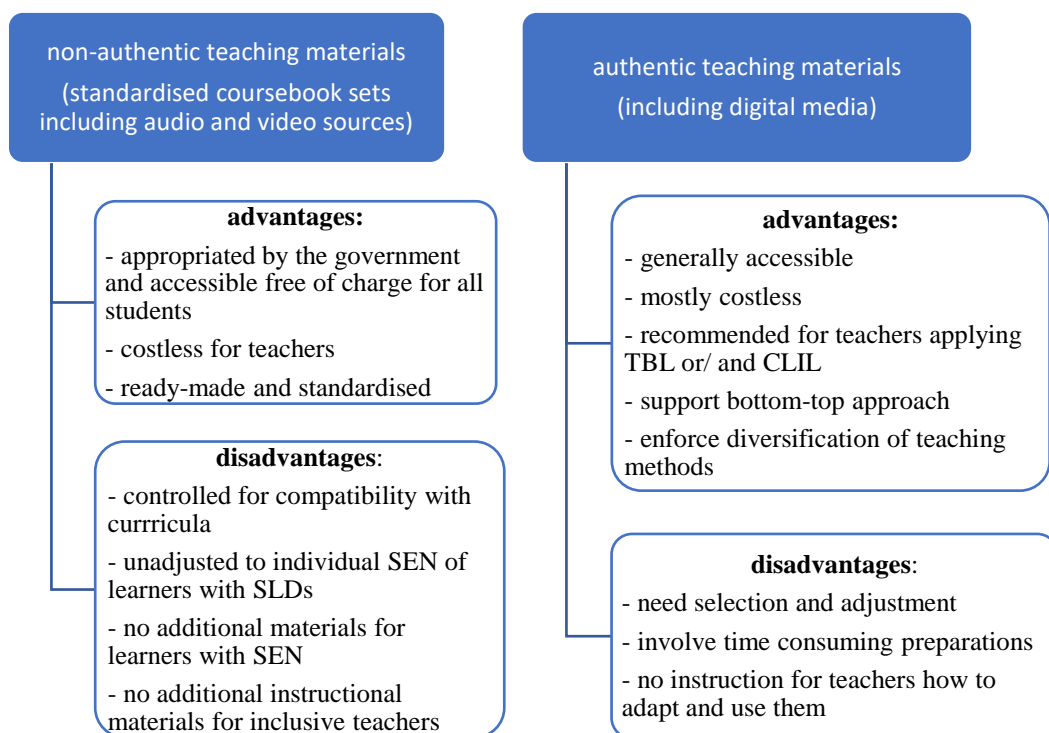 non-authentic teaching materials
(standardised coursebook sets
including audio and video sources)
advantages:
- appropriated by the government
and accessible free of charge for all
students
- costless for teachers
- ready-made and standardised
disadvantages:
- controlled for compatibility with
currricula
- unadjusted to individual SEN of
learners with SLDs
- no additional materials for
learners with SEN
- no additional instructional
materials for inclusive teachers
authentic teaching materials
(including digital media)
advantages:
- generally accessible
- mostly costless
- recommended for teachers applying
TBL or/ and CLIL
- support bottom-top approach
- enforce diversification of teaching
methods
disadvantages:
- need selection and adjustment
- involve time consuming preparations
- no instruction for teachers how to
adapt and use them